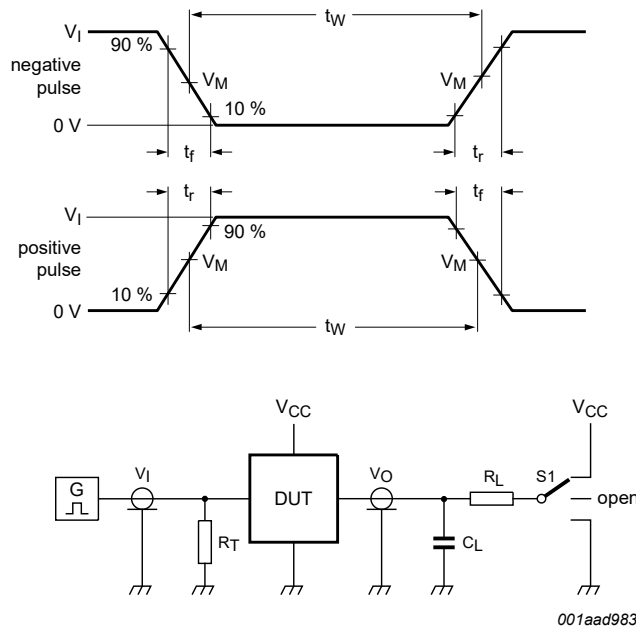 V_I
t_W
90 %
negative
pulse
V_M
V_M
10 %
0 V
t_f
t_r
V_I
t_r
t_f
90 %
positive
pulse
V_M
V_M
10 %
0 V
t_W
V_CC
V_CC
G
V_I
DUT
V_O
R_L
S1
open
R_T
C_L
001aad983